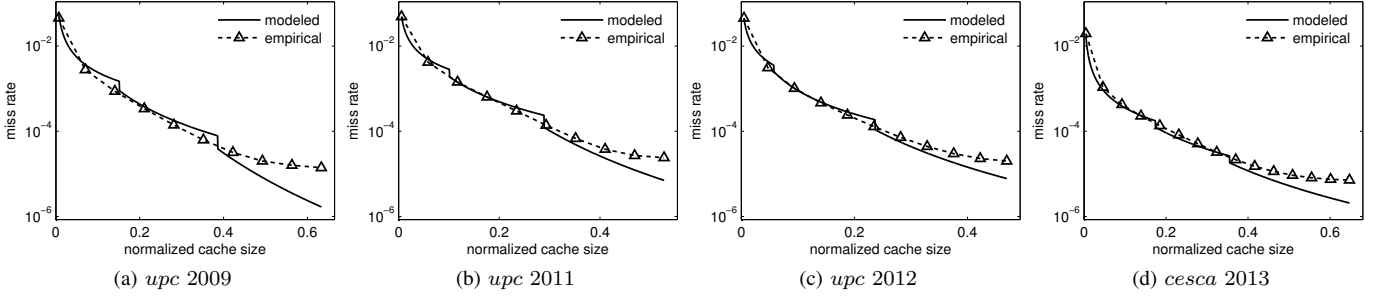 miss rate
10^-2
10^-4
10^-6
modeled
empirical
0 0.2 0.4 0.6
normalized cache size
(a) upc 2009
miss rate
10^-2
10^-4
10^-6
modeled
empirical
0 0.2 0.4
normalized cache size
(b) upc 2011
miss rate
10^-2
10^-4
10^-6
modeled
empirical
0 0.2 0.4
normalized cache size
(c) upc 2012
miss rate
10^-2
10^-4
10^-6
modeled
empirical
0 0.2 0.4 0.6
normalized cache size
(d) cesca 2013